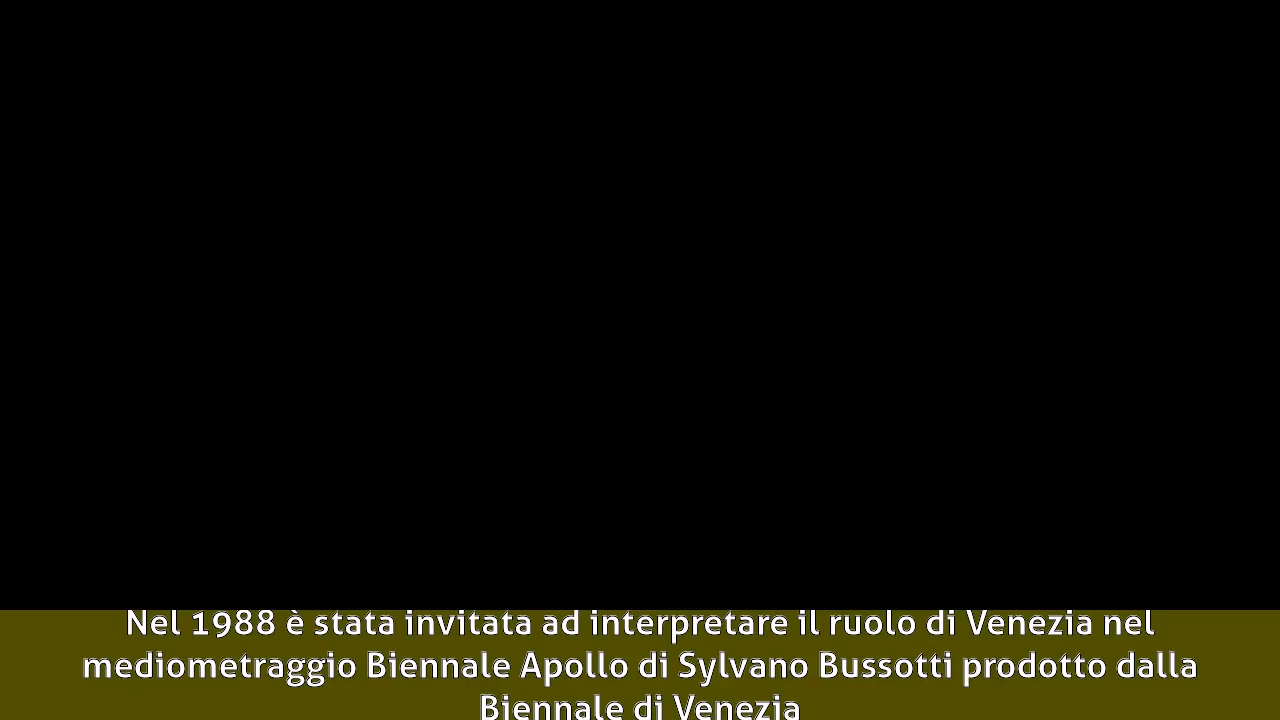 Nel 1988 è stata invitata ad interpretare il ruolo di Venezia nel
mediometraggio Biennale Apollo di Sylvano Bussotti prodotto dalla
Biennale di Venezia